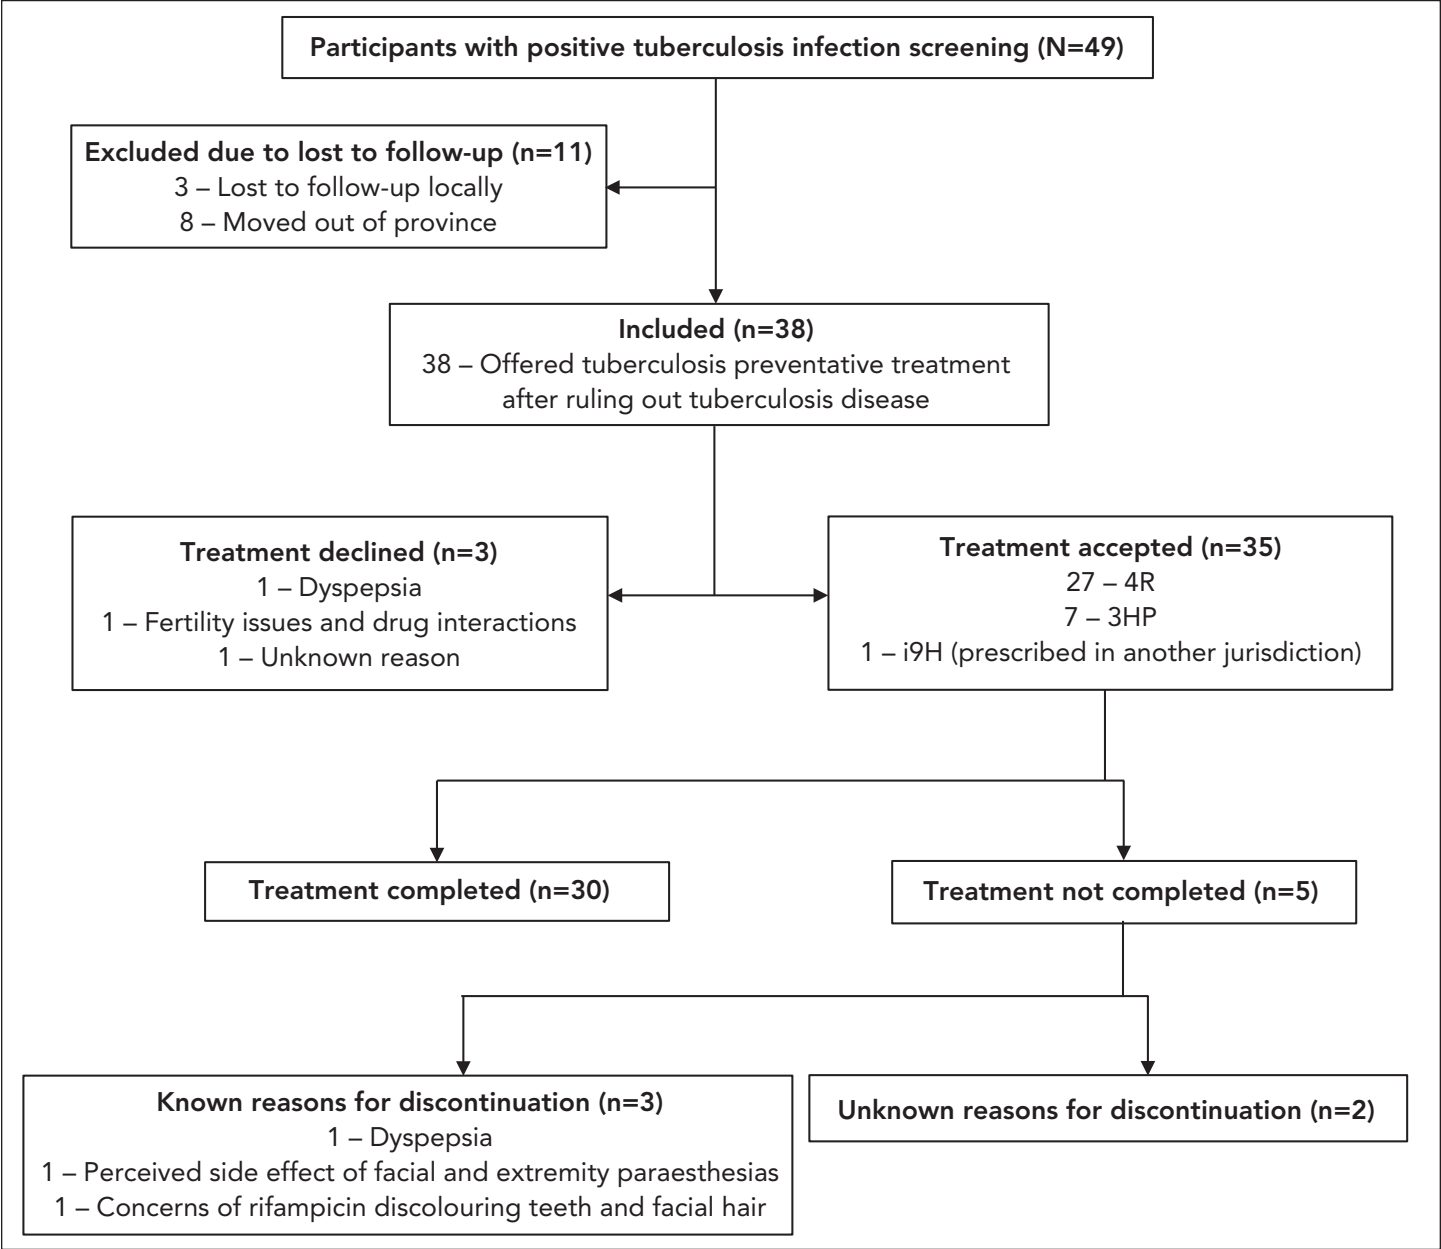 Participants with positive tuberculosis infection screening (N=49)
Excluded due to lost to follow-up (n=11)
3 – Lost to follow-up locally
8 – Moved out of province
Included (n=38)
38 – Offered tuberculosis preventative treatment
after ruling out tuberculosis disease
Treatment declined (n=3)
1 – Dyspepsia
1 – Fertility issues and drug interactions
1 – Unknown reason
Treatment accepted (n=35)
27 – 4R
7 – 3HP
1 – i9H (prescribed in another jurisdiction)
Treatment completed (n=30)
Treatment not completed (n=5)
Known reasons for discontinuation (n=3)
1 – Dyspepsia
1 – Perceived side effect of facial and extremity paraesthesias
1 – Concerns of rifampicin discolouring teeth and facial hair
Unknown reasons for discontinuation (n=2)